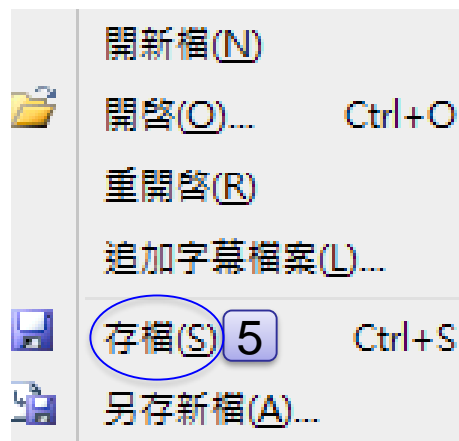 開新檔(N)
開啓(O)... Ctrl+O
重開啓(R)
追加字幕檔案(L)...
存檔(S) 5 Ctrl+S
另存新檔(A)...